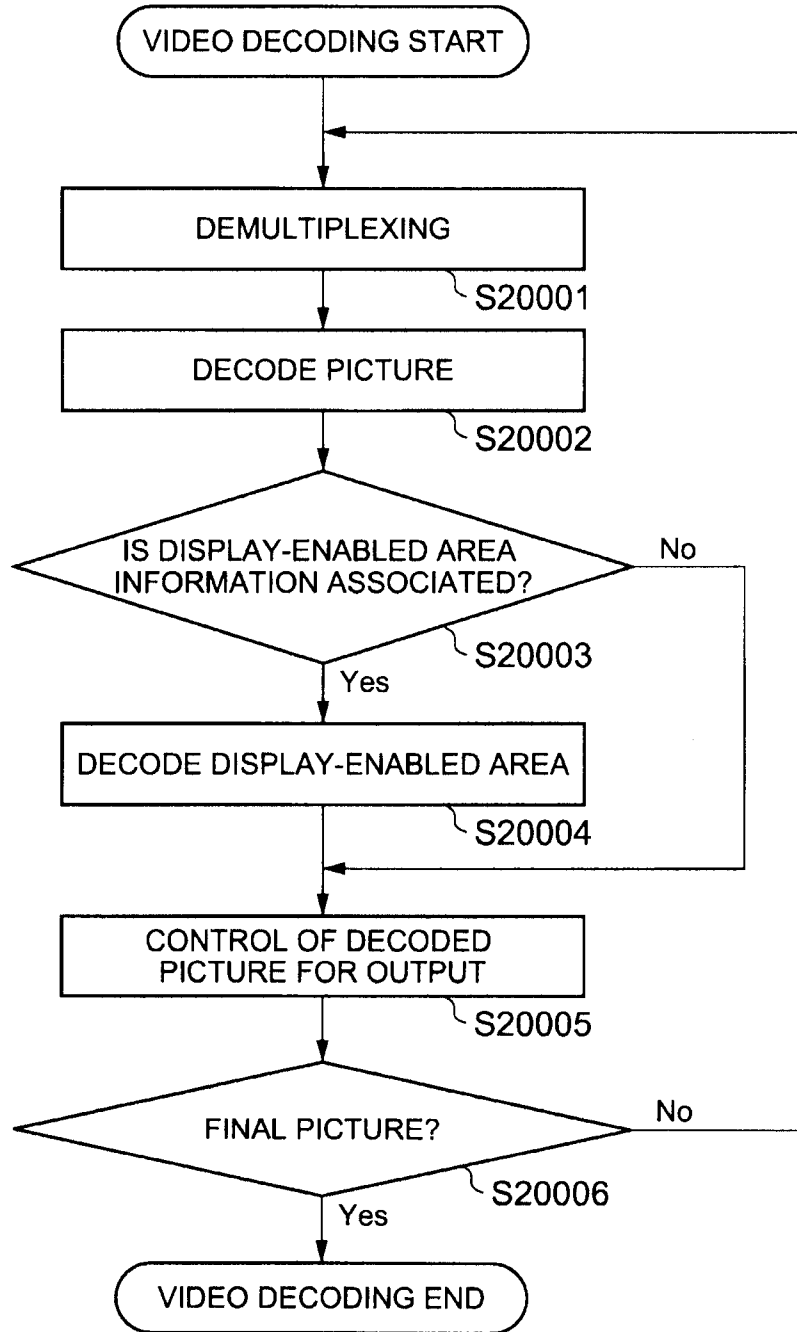 VIDEO DECODING START
DEMULTIPLEXING
S20001
DECODE PICTURE
S20002
IS DISPLAY-ENABLED AREA
INFORMATION ASSOCIATED?
No
S20003
Yes
DECODE DISPLAY-ENABLED AREA
S20004
CONTROL OF DECODED
PICTURE FOR OUTPUT
S20005
FINAL PICTURE?
No
S20006
Yes
VIDEO DECODING END